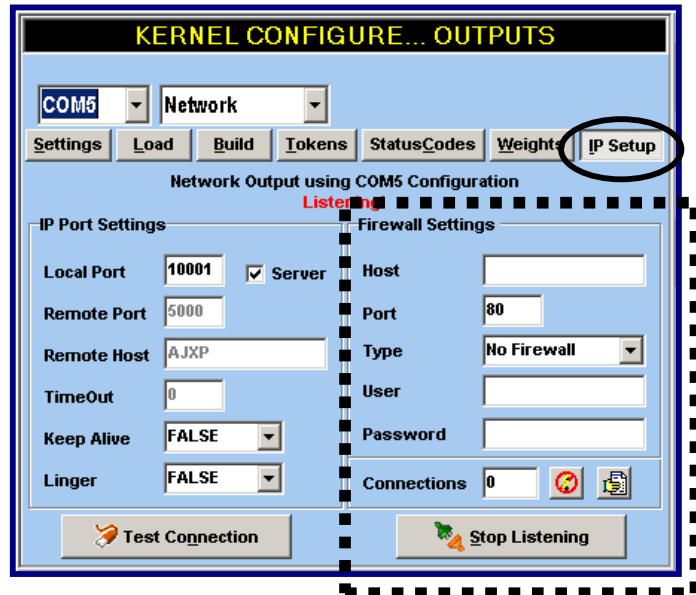 KERNEL CONFIGURE... OUTPUTS
COM5 Network
Settings Load Build Tokens StatusCodes Weights IP Setup
Network Output using COM5 Configuration
Listening
IP Port Settings
Local Port 10001 Server
Remote Port 5000
Remote Host AJXP
TimeOut 0
Keep Alive FALSE
Linger FALSE
Test Connection
Firewall Settings
Host
Port 80
Type No Firewall
User
Password
Connections 0
Stop Listening